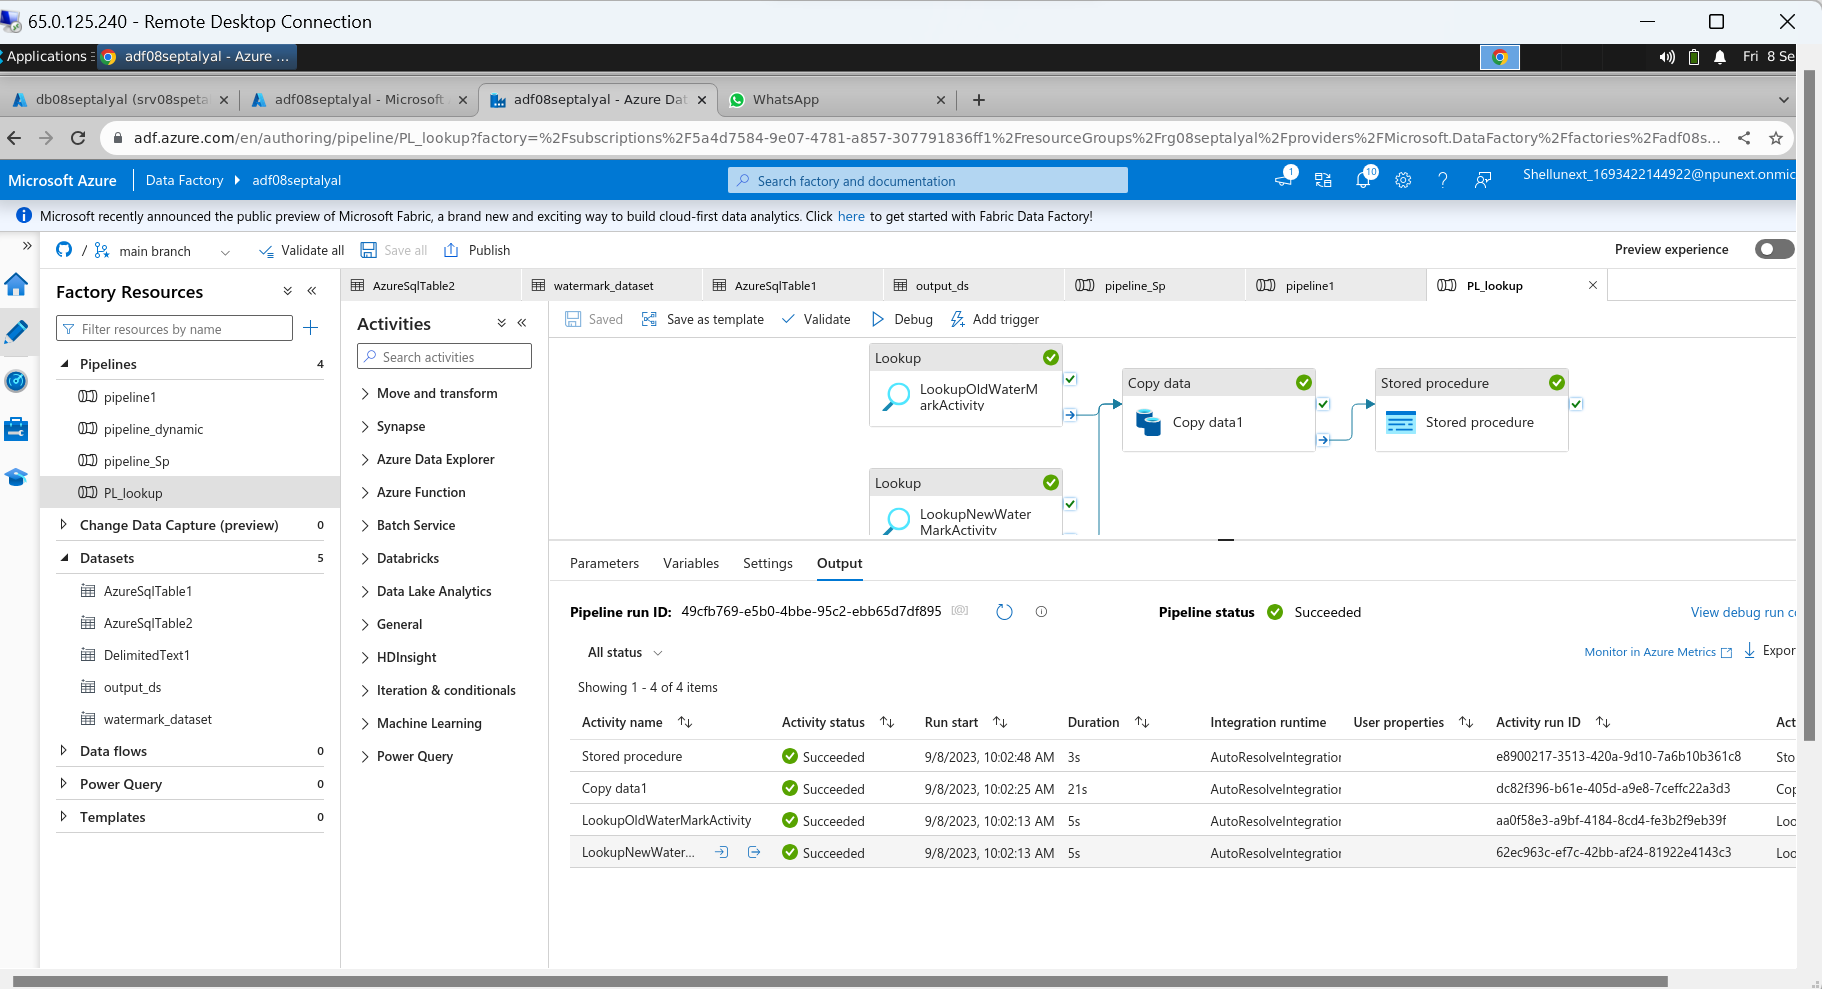 65.0.125.240 - Remote Desktop Connection
Applications
adf08septalyal - Azure ...
Fri 8 Se
db08septalyal (srv08speta
adf08septalyal - Microsoft
adf08septalyal - Azure Dat
WhatsApp
adf.azure.com/en/authoring/pipeline/PL_lookup?factory=%2Fsubscriptions%2F5a4d7584-9e07-4781-a857-307791836ff1%2FresourceGroups%2Frg08septalyal%2Fproviders%2FMicrosoft.DataFactory%2Ffactories%2Fadf08s...
Microsoft Azure
Data Factory
adf08septalyal
Search factory and documentation
1
10
Shellunext_1693422144922@npunext.onmic
Microsoft recently announced the public preview of Microsoft Fabric, a brand new and exciting way to build cloud-first data analytics. Click here to get started with Fabric Data Factory!
/ main branch
Validate all
Save all
Publish
Preview experience
Factory Resources
Filter resources by name
Pipelines 4
pipeline1
pipeline_dynamic
pipeline_Sp
PL_lookup
Change Data Capture (preview) 0
Datasets 5
AzureSqlTable1
AzureSqlTable2
DelimitedText1
output_ds
watermark_dataset
Data flows 0
Power Query 0
Templates 0
AzureSqlTable2
watermark_dataset
AzureSqlTable1
output_ds
pipeline_Sp
pipeline1
PL_lookup
Activities
Search activities
Move and transform
Synapse
Azure Data Explorer
Azure Function
Batch Service
Databricks
Data Lake Analytics
General
HDInsight
Iteration & conditionals
Machine Learning
Power Query
Saved
Save as template
Validate
Debug
Add trigger
Lookup
LookupOldWaterM
arkActivity
Lookup
LookupNewWater
MarkActivity
Copy data
Copy data1
Stored procedure
Stored procedure
Parameters
Variables
Settings
Output
Pipeline run ID: 49cfb769-e5b0-4bbe-95c2-ebb65d7df895
Pipeline status Succeeded
View debug run co
All status
Monitor in Azure Metrics
Expor
Showing 1 - 4 of 4 items
Activity name Activity status Run start Duration Integration runtime User properties Activity run ID Act
Stored procedure Succeeded 9/8/2023, 10:02:48 AM 3s AutoResolveIntegration e8900217-3513-420a-9d10-7a6b10b361c8 Sto
Copy data1 Succeeded 9/8/2023, 10:02:25 AM 21s AutoResolveIntegration dc82f396-b61e-405d-a9e8-7ceffc22a3d3 Cop
LookupOldWaterMarkActivity Succeeded 9/8/2023, 10:02:13 AM 5s AutoResolveIntegration aa0f58e3-a9bf-4184-8cd4-fe3b2f9eb39f Loo
LookupNewWater... Succeeded 9/8/2023, 10:02:13 AM 5s AutoResolveIntegration 62ec963c-ef7c-42bb-af24-81922e4143c3 Loo